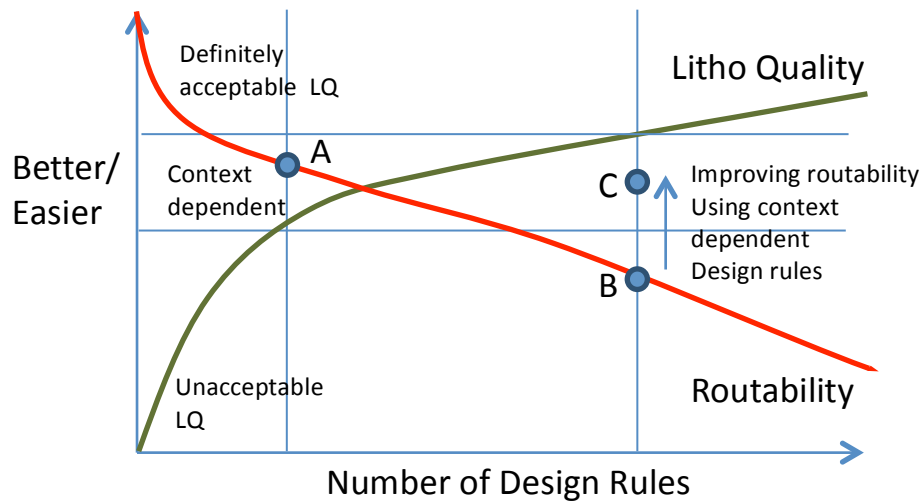 Definitely
acceptable LQ
Litho Quality
Better/
Easier
A
Context
dependent
C
Improving routability
Using context
dependent
Design rules
B
Unacceptable
LQ
Routability
Number of Design Rules